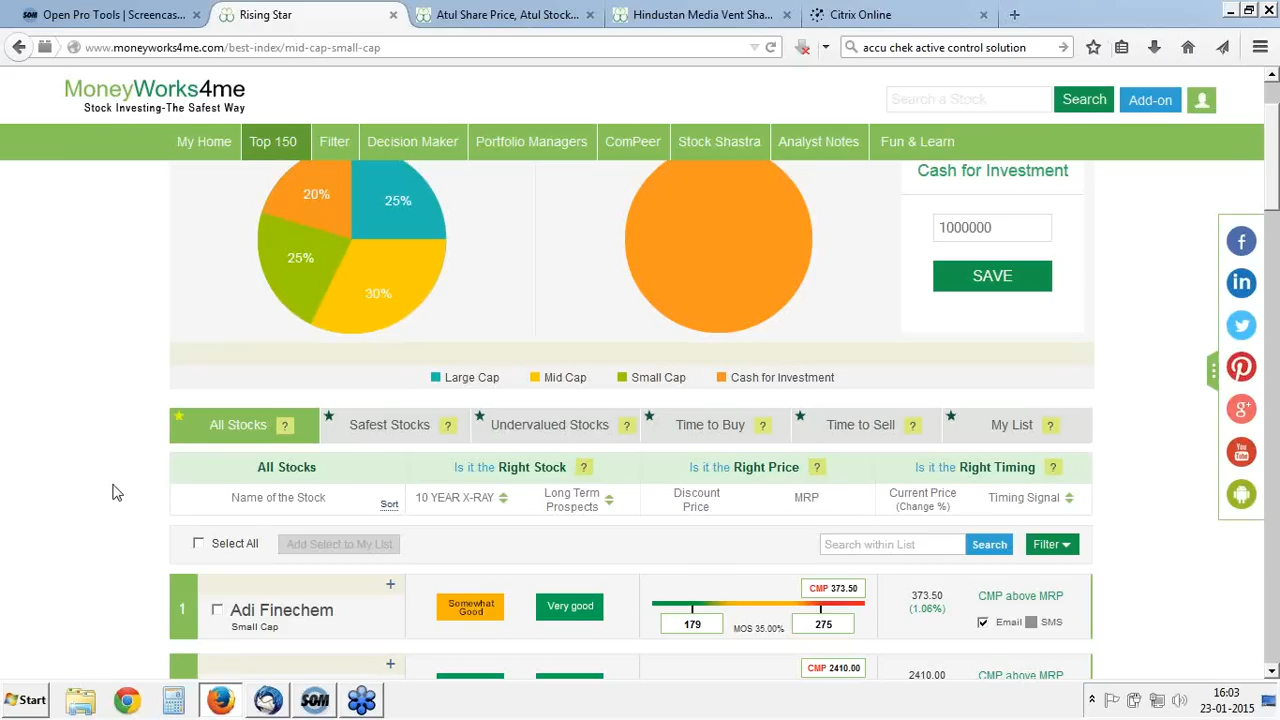 Open Pro Tools | Screencas...
Rising Star
Atul Share Price, Atul Stock...
Hindustan Media Vent Sha...
Citrix Online
www.moneyworks4me.com/best-index/mid-cap-small-cap
accu chek active control solution
MoneyWorks4me
Stock Investing-The Safest Way
Search a Stock
Search
Add-on
My Home
Top 150
Filter
Decision Maker
Portfolio Managers
ComPeer
Stock Shastra
Analyst Notes
Fun & Learn
20%
25%
25%
30%
Cash for Investment
1000000
SAVE
Large Cap
Mid Cap
Small Cap
Cash for Investment
All Stocks ?
Safest Stocks ?
Undervalued Stocks ?
Time to Buy ?
Time to Sell ?
My List ?
All Stocks
Is it the Right Stock ?
Is it the Right Price ?
Is it the Right Timing ?
Name of the Stock
Sort
10 YEAR X-RAY
Long Term
Prospects
Discount
Price
MRP
Current Price
(Change %)
Timing Signal
Select All
Add Select to My List
Search within List
Search
Filter
1
Adi Finechem
Small Cap
+
Somewhat
Good
Very good
CMP 373.50
179
MOS 35.00%
275
373.50
(1.06%)
CMP above MRP
Email
SMS
+
CMP 2410.00
2410.00
CMP above MRP
f
in
g+
You
Tube
Start
SOM
16:03
23-01-2015